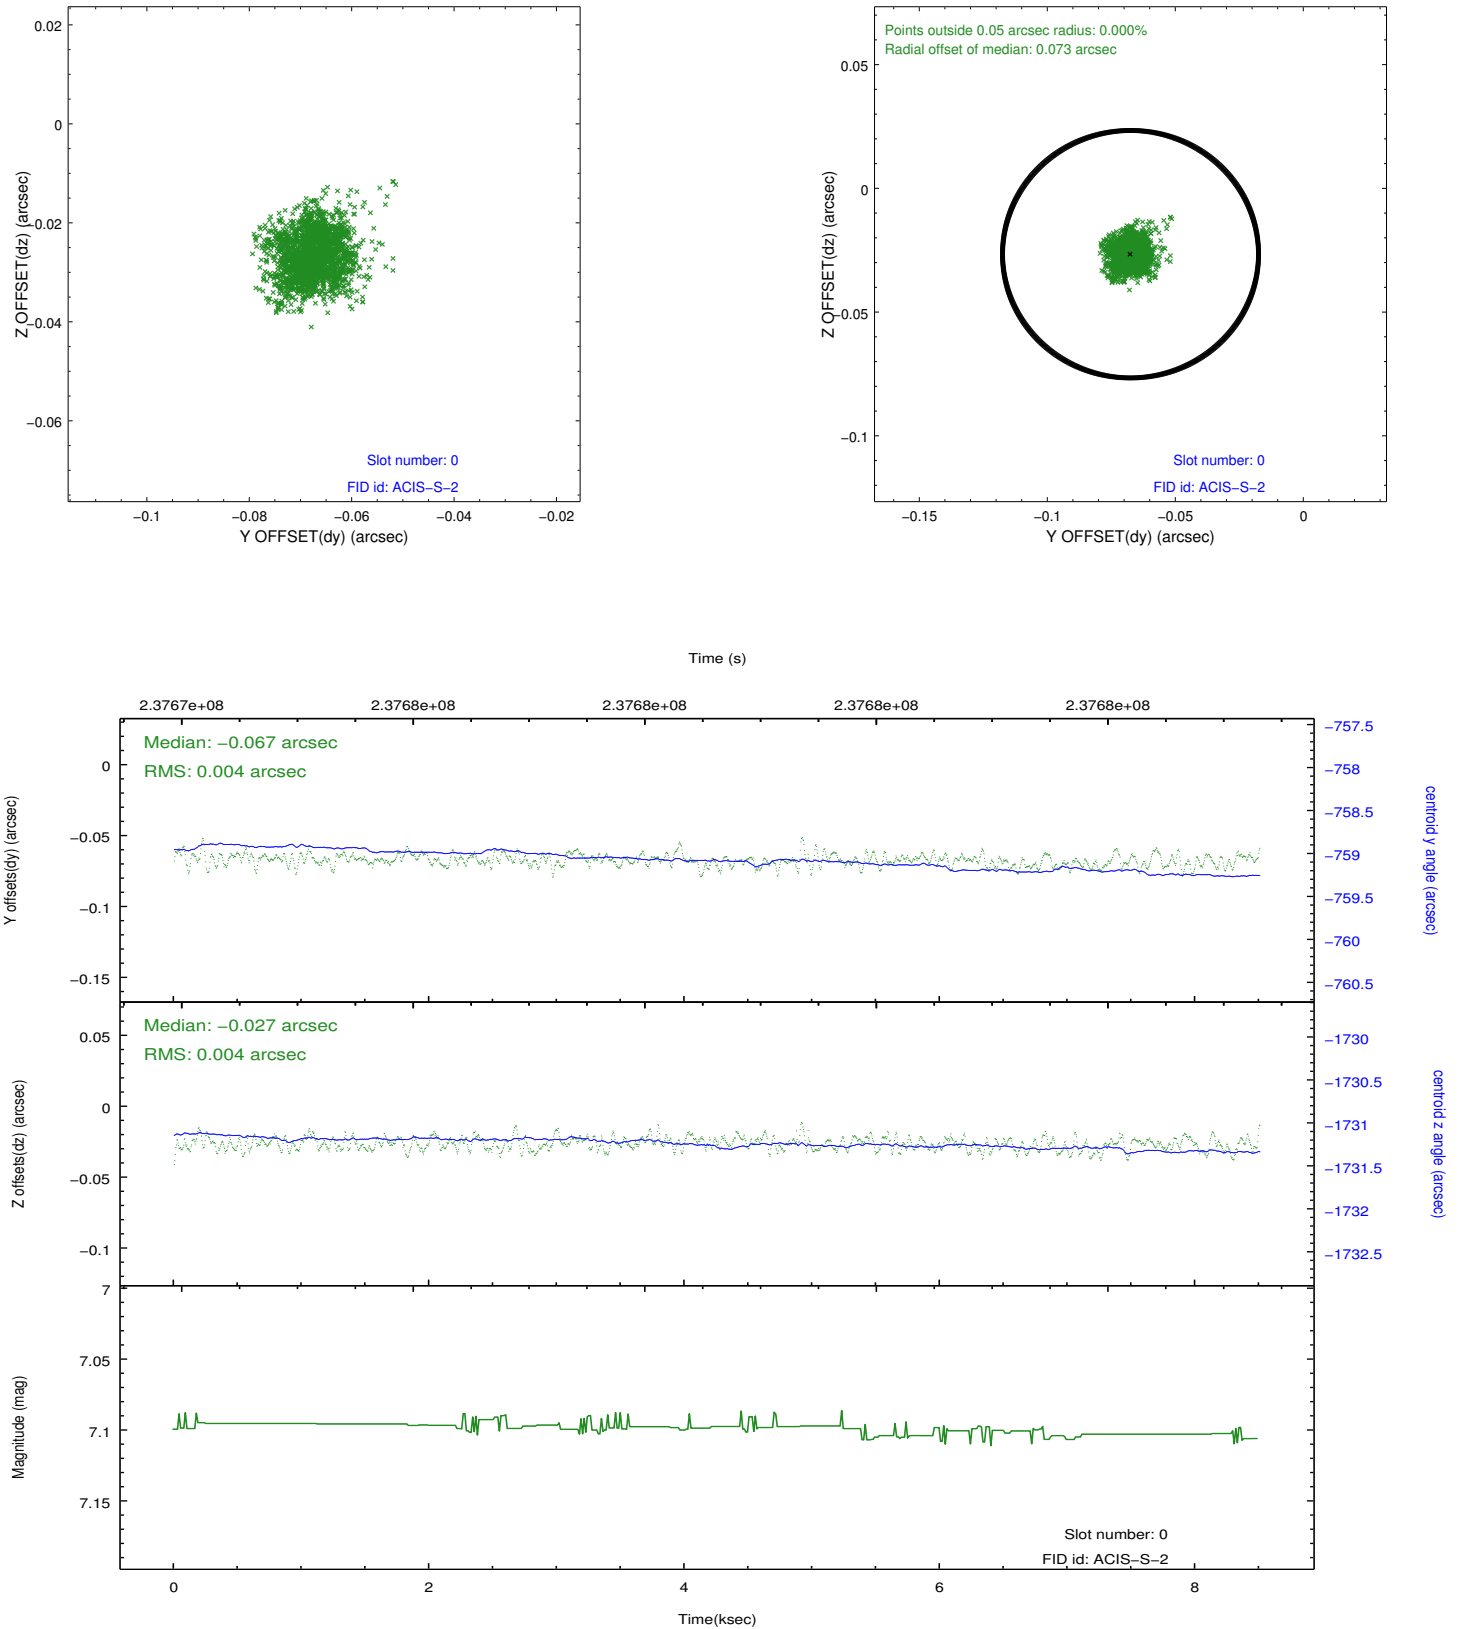 0.02
0
−0.02
−0.04
−0.06
Z OFFSET(dz) (arcsec)
Slot number: 0
FID id: ACIS−S−2
−0.1
−0.08
−0.06
−0.04
−0.02
Y OFFSET(dy) (arcsec)
Points outside 0.05 arcsec radius: 0.000%
Radial offset of median: 0.073 arcsec
0.05
0
−0.05
−0.1
Z OFFSET(dz) (arcsec)
Slot number: 0
FID id: ACIS−S−2
−0.15
−0.1
−0.05
0
Y OFFSET(dy) (arcsec)
Time (s)
2.3767e+08
2.3768e+08
2.3768e+08
2.3768e+08
2.3768e+08
Median: −0.067 arcsec
RMS: 0.004 arcsec
0
−0.05
−0.1
−0.15
Y offsets(dy) (arcsec)
−757.5
−758
−758.5
−759
−759.5
−760
−760.5
centroid y angle (arcsec)
Median: −0.027 arcsec
RMS: 0.004 arcsec
0.05
0
−0.05
−0.1
Z offsets(dz) (arcsec)
−1730
−1730.5
−1731
−1731.5
−1732
−1732.5
centroid z angle (arcsec)
7
7.05
7.1
7.15
Magnitude (mag)
Slot number: 0
FID id: ACIS−S−2
0
2
4
6
8
Time(ksec)